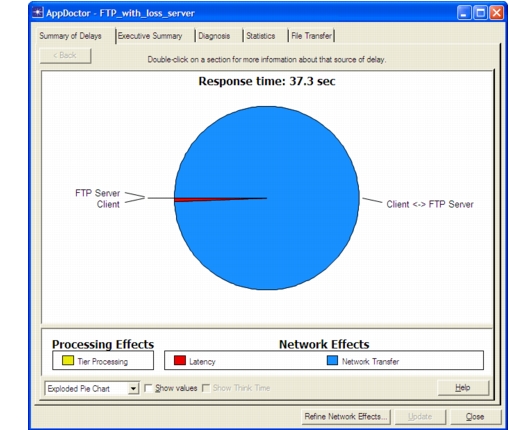 AppDoctor - FTP_with_loss_server
Summary of Delays Executive Summary Diagnosis Statistics File Transfer
< Back Double-click on a section for more information about that source of delay.
Response time: 37.3 sec
FTP Server
Client
Client <-> FTP Server
Processing Effects Network Effects
Tier Processing Latency Network Transfer
Exploded Pie Chart Show values Show Think Time Help
Refine Network Effects... Update Close